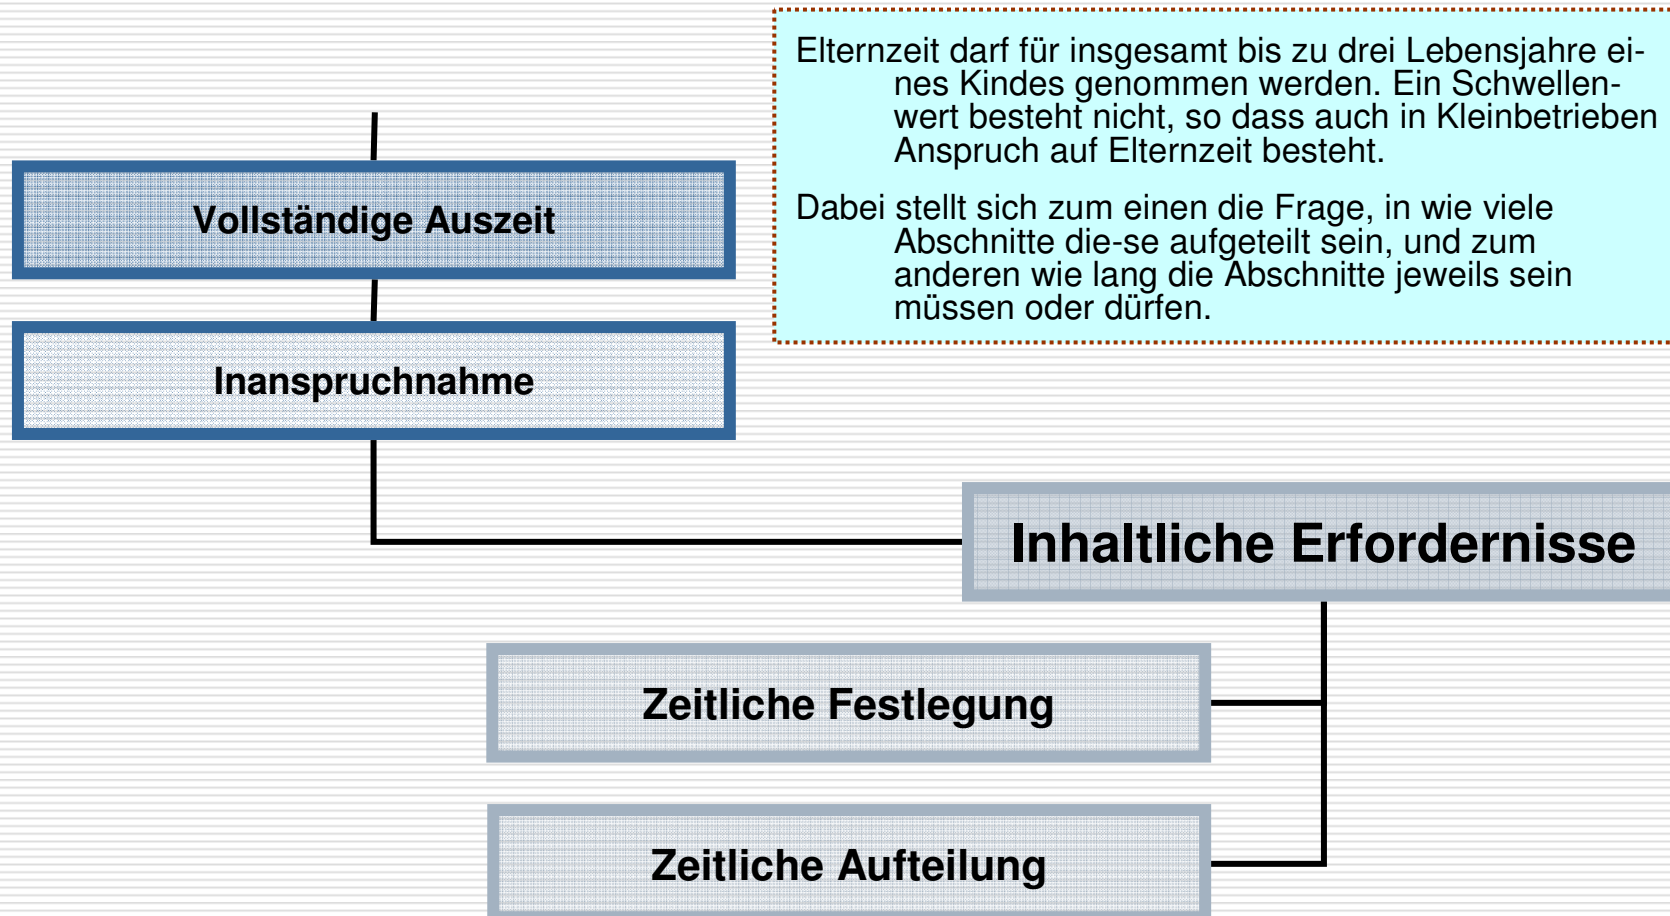 Elternzeit darf für insgesamt bis zu drei Lebensjahre ei-
nes Kindes genommen werden. Ein Schwellen-
wert besteht nicht, so dass auch in Kleinbetrieben
Anspruch auf Elternzeit besteht.
Dabei stellt sich zum einen die Frage, in wie viele
Abschnitte die-se aufgeteilt sein, und zum
anderen wie lang die Abschnitte jeweils sein
müssen oder dürfen.
Vollständige Auszeit
Inanspruchnahme
Inhaltliche Erfordernisse
Zeitliche Festlegung
Zeitliche Aufteilung